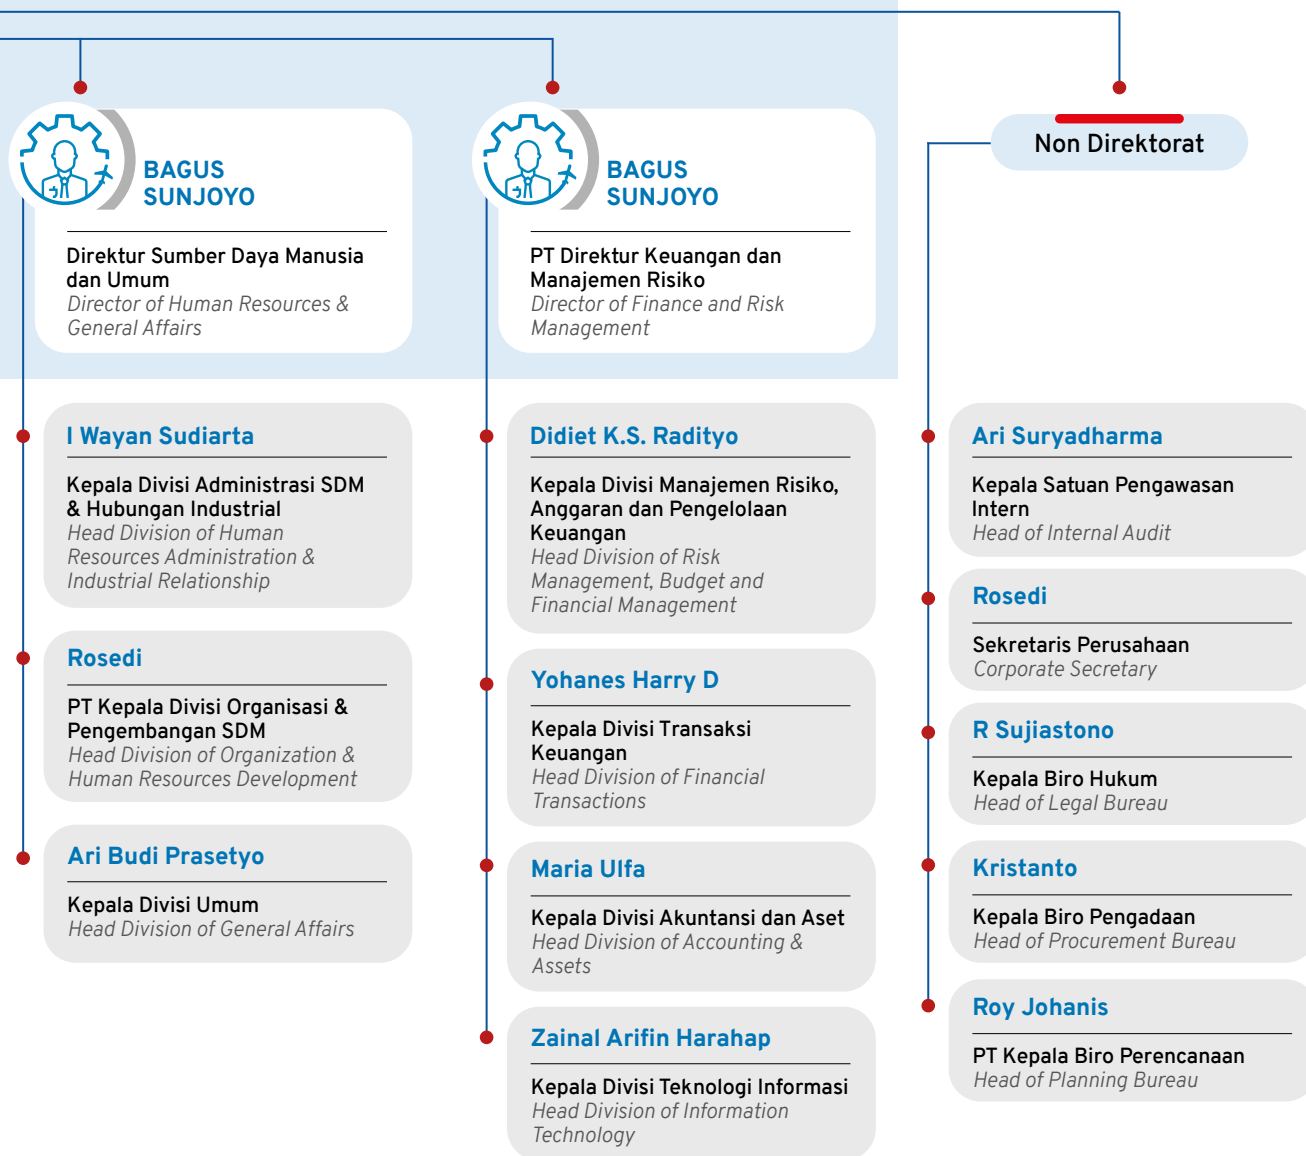 BAGUS
SUNJOYO
Direktur Sumber Daya Manusia
dan Umum
Director of Human Resources &
General Affairs
I Wayan Sudiarta
Kepala Divisi Administrasi SDM
& Hubungan Industrial
Head Division of Human
Resources Administration &
Industrial Relationship
Rosedi
PT Kepala Divisi Organisasi &
Pengembangan SDM
Head Division of Organization &
Human Resources Development
Ari Budi Prasetyo
Kepala Divisi Umum
Head Division of General Affairs
BAGUS
SUNJOYO
PT Direktur Keuangan dan
Manajemen Risiko
Director of Finance and Risk
Management
Didiet K.S. Radityo
Kepala Divisi Manajemen Risiko,
Anggaran dan Pengelolaan
Keuangan
Head Division of Risk
Management, Budget and
Financial Management
Yohanes Harry D
Kepala Divisi Transaksi
Keuangan
Head Division of Financial
Transactions
Maria Ulfa
Kepala Divisi Akuntansi dan Aset
Head Division of Accounting &
Assets
Zainal Arifin Harahap
Kepala Divisi Teknologi Informasi
Head Division of Information
Technology
Non Direktorat
Ari Suryadharma
Kepala Satuan Pengawasan
Intern
Head of Internal Audit
Rosedi
Sekretaris Perusahaan
Corporate Secretary
R Sujiastono
Kepala Biro Hukum
Head of Legal Bureau
Kristanto
Kepala Biro Pengadaan
Head of Procurement Bureau
Roy Johanis
PT Kepala Biro Perencanaan
Head of Planning Bureau